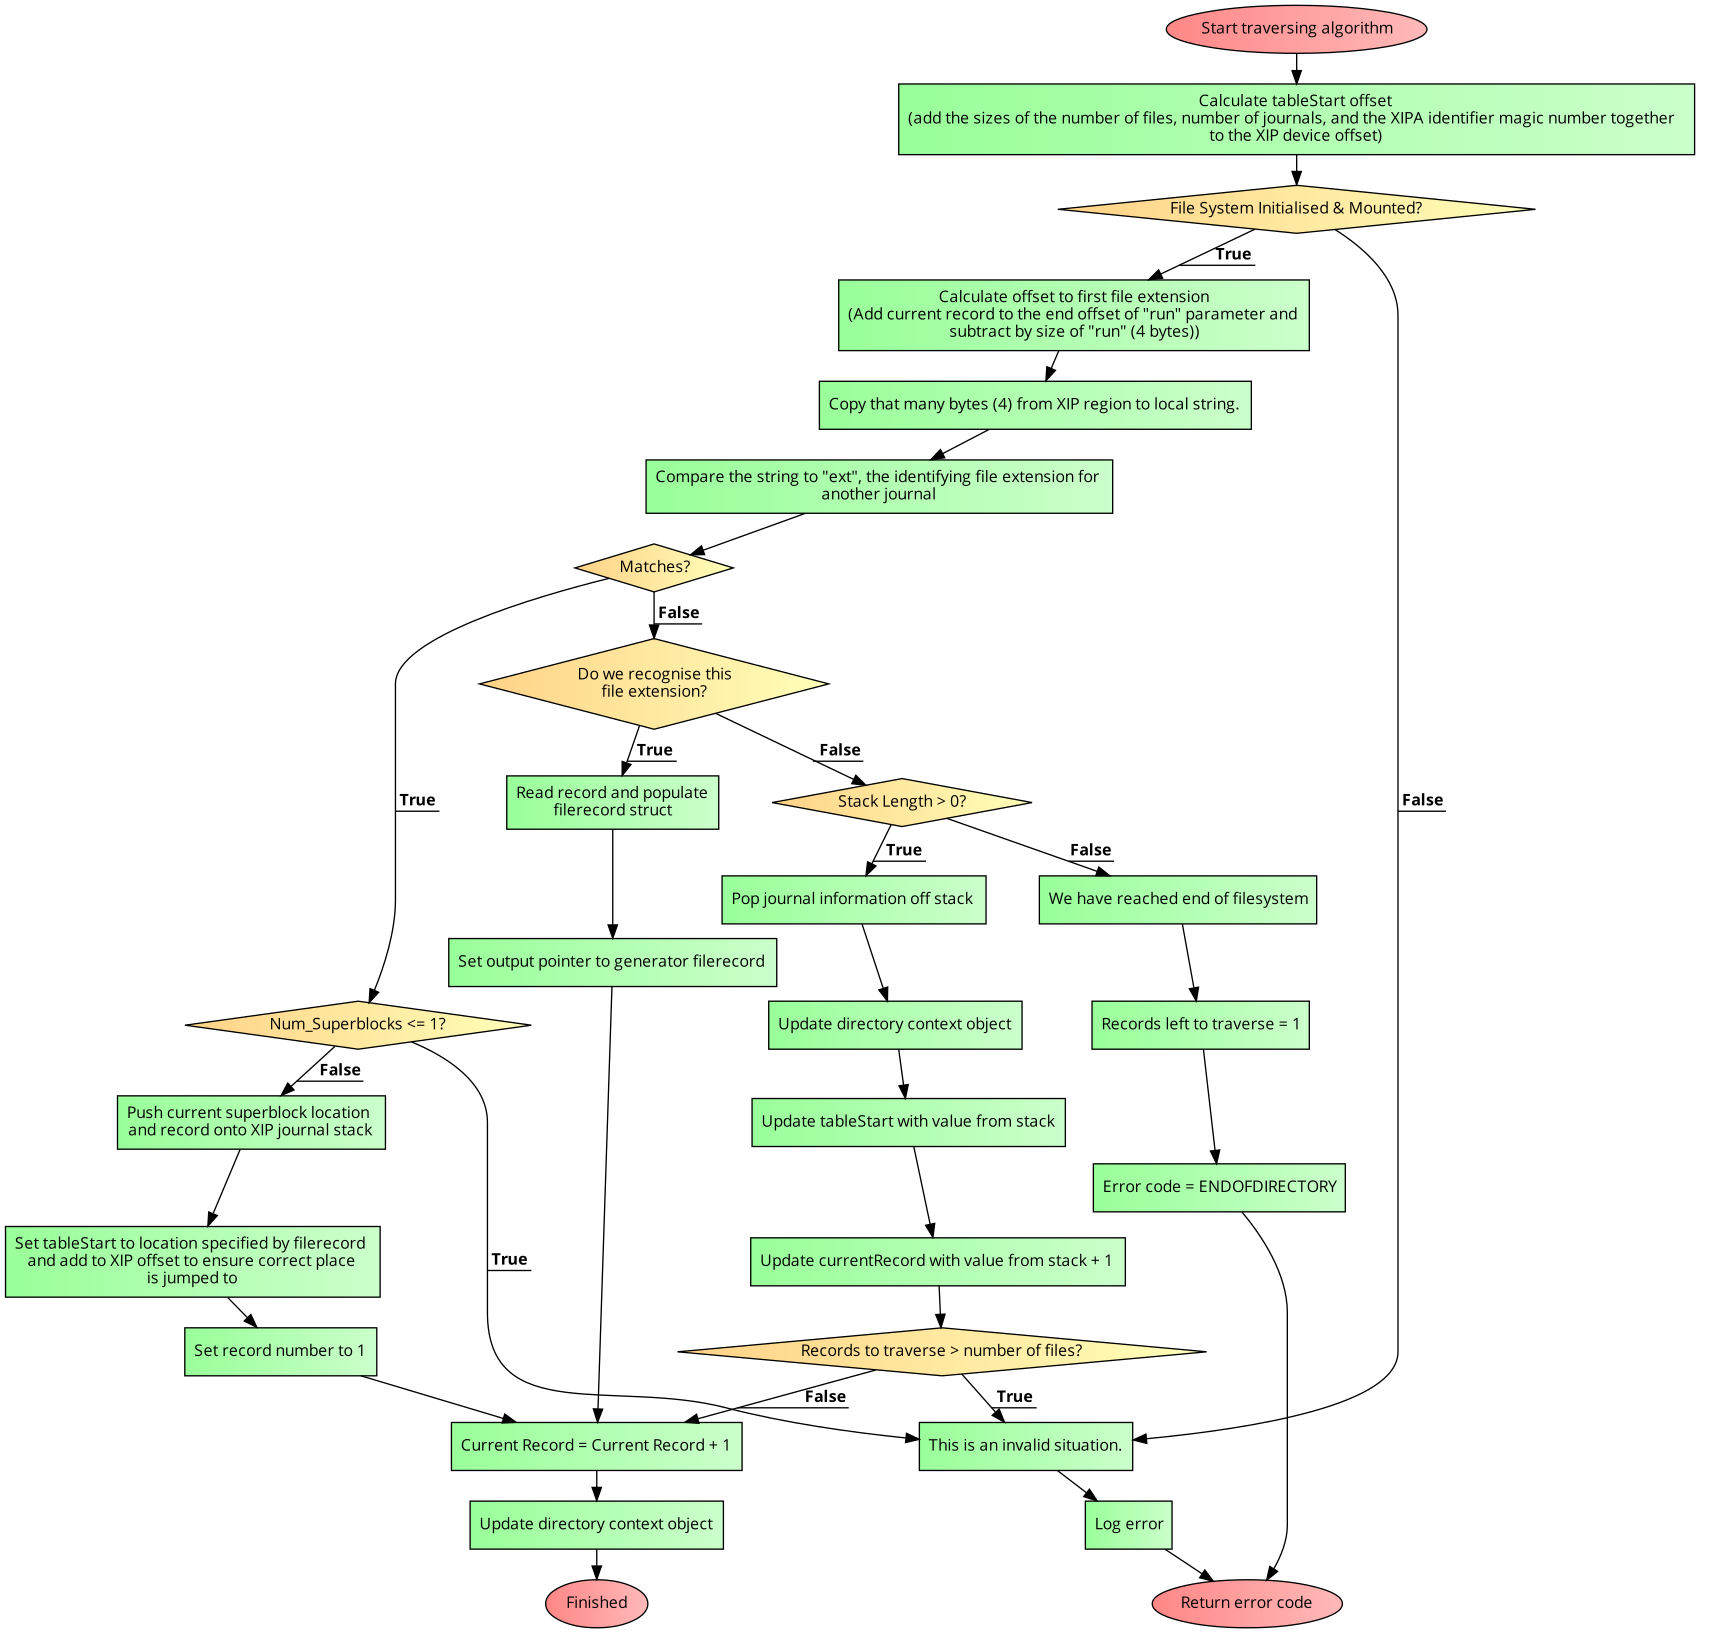 Start traversing algorithm
Calculate tableStart offset
(add the sizes of the number of files, number of journals, and the XIPA identifier magic number together
to the XIP device offset)
File System Initialised & Mounted?
True
Calculate offset to first file extension
(Add current record to the end offset of "run" parameter and
subtract by size of "run" (4 bytes))
Copy that many bytes (4) from XIP region to local string.
Compare the string to "ext", the identifying file extension for
another journal
Matches?
False
Do we recognise this
file extension?
True
False
Read record and populate
filerecord struct
Stack Length > 0?
True
False
True
False
Pop journal information off stack
We have reached end of filesystem
Set output pointer to generator filerecord
Num_Superblocks <= 1?
Update directory context object
Records left to traverse = 1
False
Push current superblock location
and record onto XIP journal stack
Update tableStart with value from stack
Error code = ENDOFDIRECTORY
Set tableStart to location specified by filerecord
and add to XIP offset to ensure correct place
is jumped to
True
Update currentRecord with value from stack + 1
Set record number to 1
Records to traverse > number of files?
False
True
Current Record = Current Record + 1
This is an invalid situation.
Update directory context object
Log error
Finished
Return error code